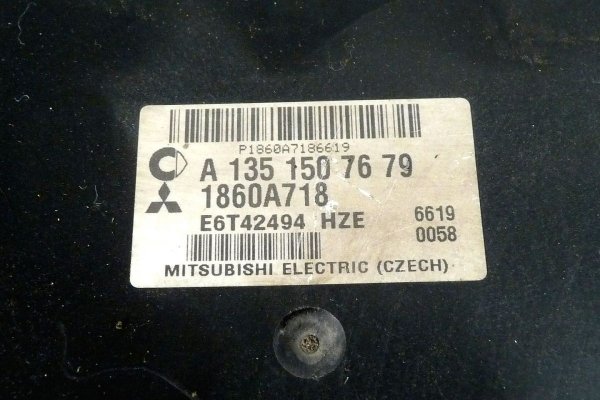 P1860A7186619
A 135 150 76 79
1860A718
E6T42494 HZE 6619
0058
MITSUBISHI ELECTRIC (CZECH)